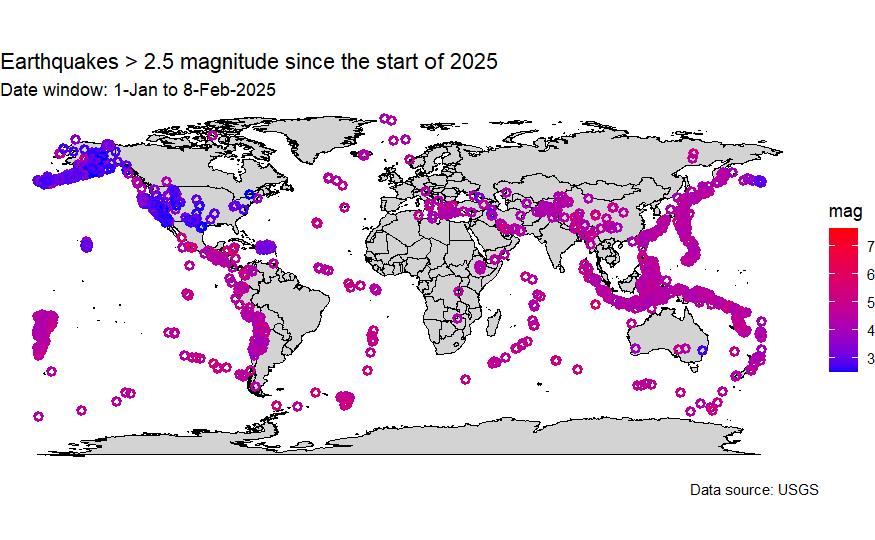 Earthquakes > 2.5 magnitude since the start of 2025
Date window: 1-Jan to 8-Feb-2025
mag
7
6
5
4
3
Data source: USGS